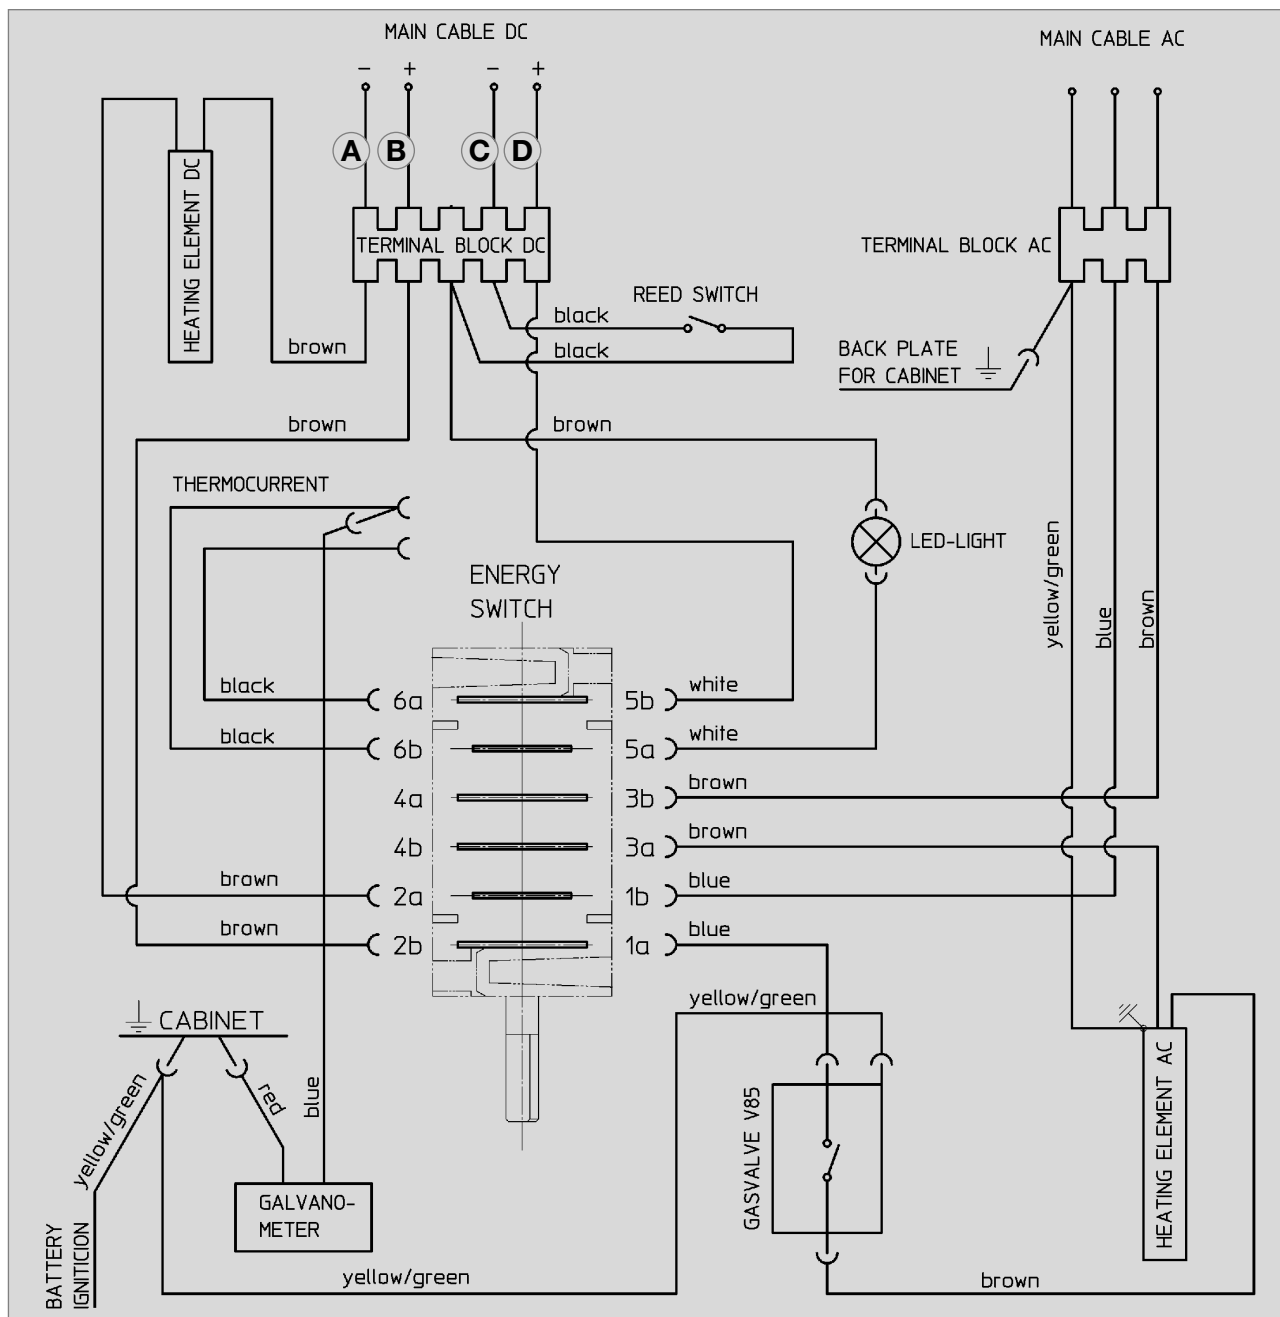 MAIN CABLE DC
MAIN CABLE AC
− + − +
A B C D
HEATING ELEMENT DC
TERMINAL BLOCK DC
TERMINAL BLOCK AC
REED SWITCH
black
brown
black
BACK PLATE
FOR CABINET
brown
brown
THERMOCURRENT
LED-LIGHT
yellow/green
blue
brown
ENERGY
SWITCH
black
6a
5b
white
black
6b
5a
white
4a
3b
brown
4b
3a
brown
brown
2a
1b
blue
brown
2b
1a
blue
yellow/green
CABINET
yellow/green
red
blue
GASVALVE V85
HEATING ELEMENT AC
GALVANO-
METER
BATTERY
IGNITICION
yellow/green
brown